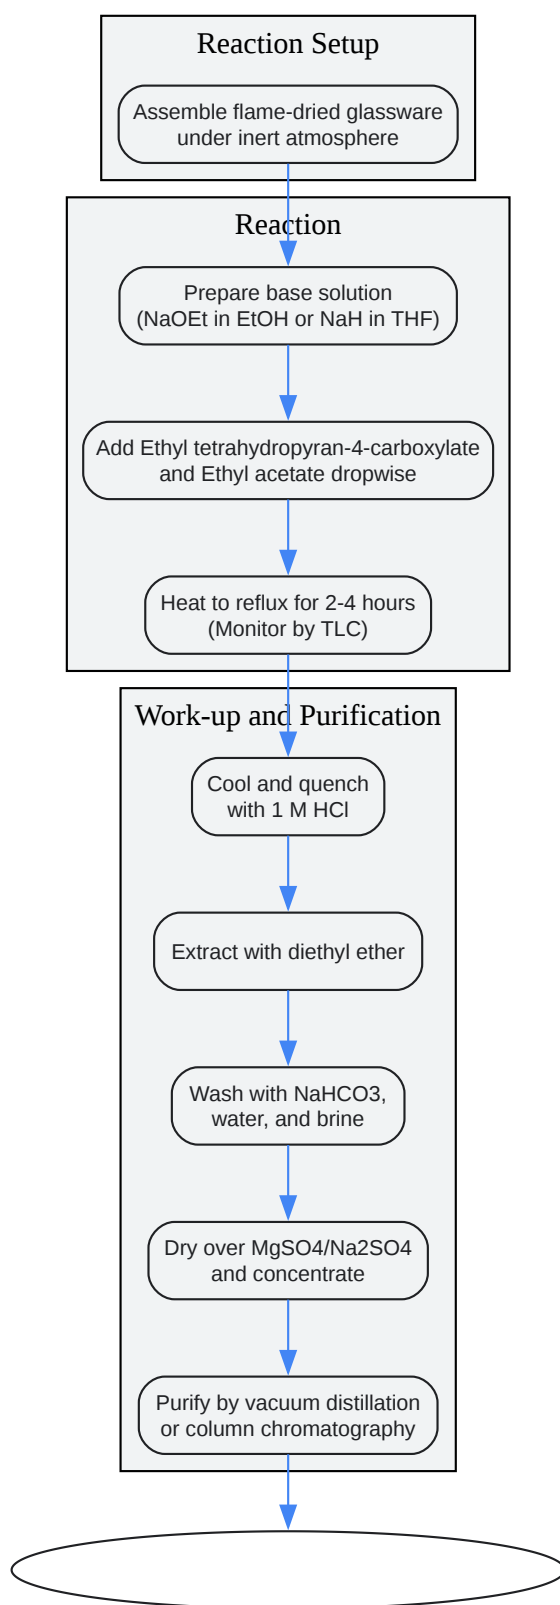 Reaction Setup
Assemble flame-dried glassware
under inert atmosphere
Reaction
Prepare base solution
(NaOEt in EtOH or NaH in THF)
Add Ethyl tetrahydropyran-4-carboxylate
and Ethyl acetate dropwise
Heat to reflux for 2-4 hours
(Monitor by TLC)
Work-up and Purification
Cool and quench
with 1 M HCl
Extract with diethyl ether
Wash with NaHCO3,
water, and brine
Dry over MgSO4/Na2SO4
and concentrate
Purify by vacuum distillation
or column chromatography